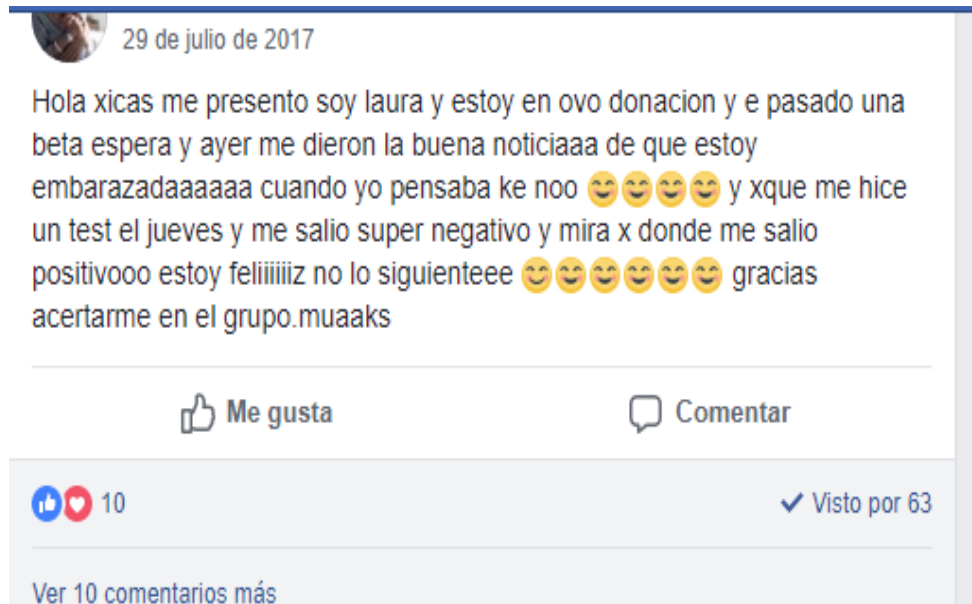 29 de julio de 2017
Hola xicas me presento soy laura y estoy en ovo donacion y e pasado una
beta espera y ayer me dieron la buena noticiaaa de que estoy
embarazadaaaaaa cuando yo pensaba ke noo 😊😊😊😊 y xque me hice
un test el jueves y me salio super negativo y mira x donde me salio
positivooo estoy feliiiiiiiz no lo siguienteee 😊😊😊😊😊😊 gracias
acertarme en el grupo.muaaks
Me gusta
Comentar
10
Visto por 63
Ver 10 comentarios más